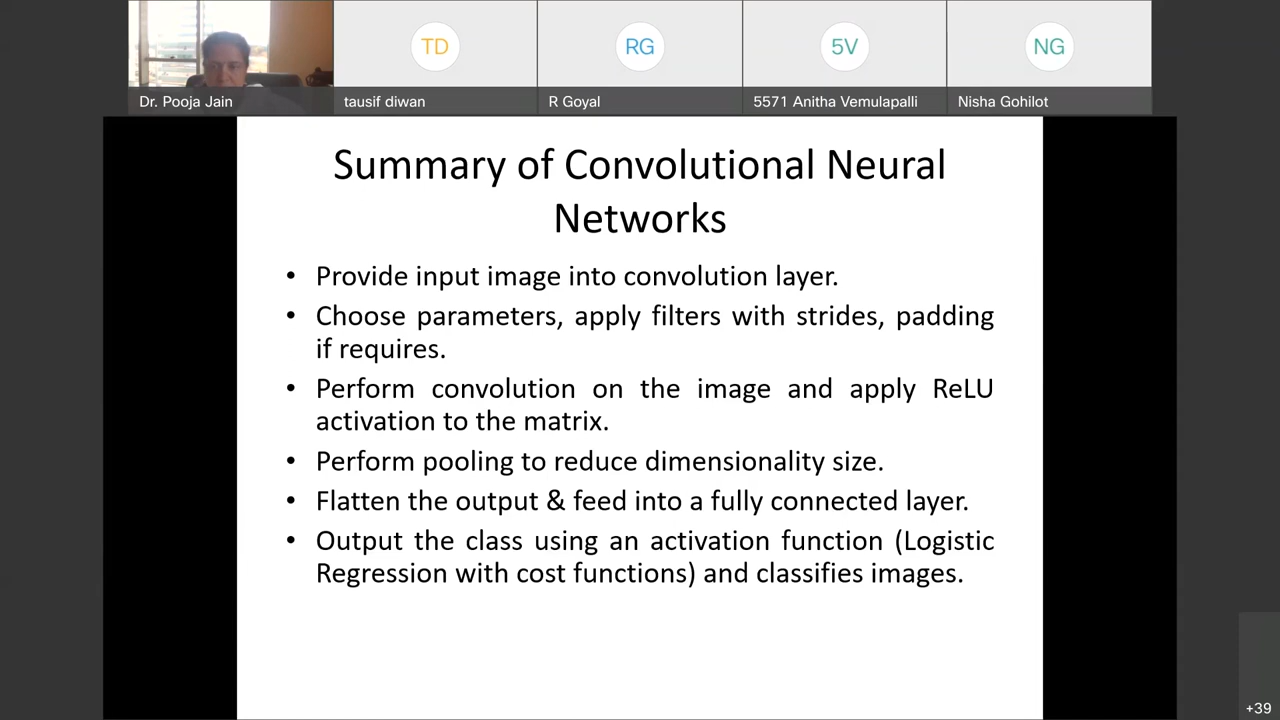 TD
RG
5V
NG
Dr. Pooja Jain
tausif diwan
R Goyal
5571 Anitha Vemulapalli
Nisha Gohilot
Summary of Convolutional Neural
Networks
• Provide input image into convolution layer.
• Choose parameters, apply filters with strides, padding
if requires.
• Perform convolution on the image and apply ReLU
activation to the matrix.
• Perform pooling to reduce dimensionality size.
• Flatten the output & feed into a fully connected layer.
• Output the class using an activation function (Logistic
Regression with cost functions) and classifies images.
+39